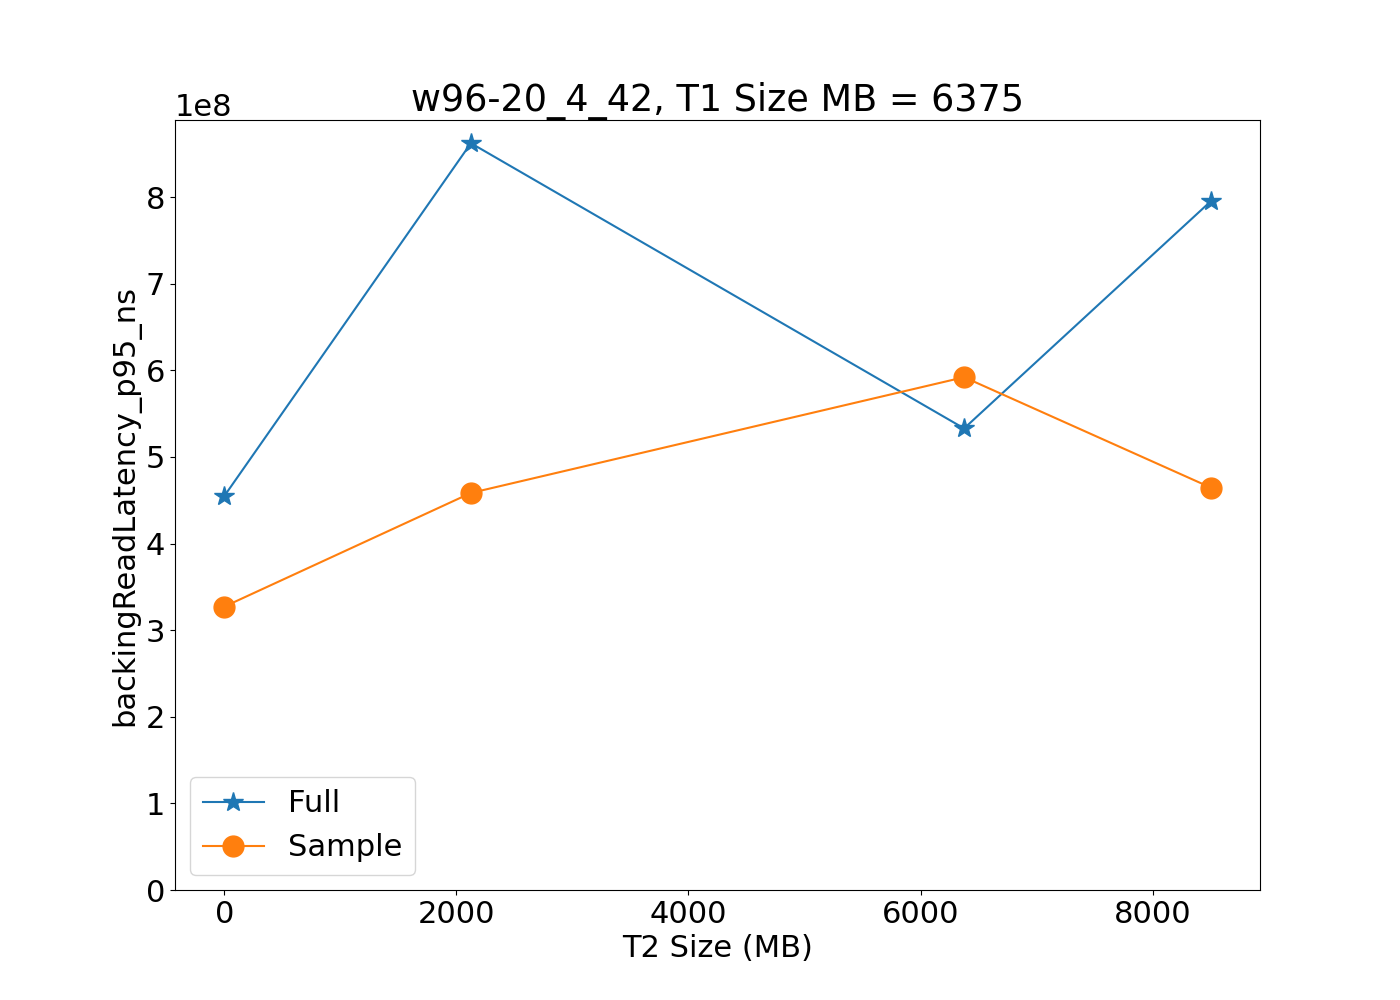 w96-20_4_42, T1 Size MB = 6375
1e8
8
7
6
5
4
3
2
1
0
backingReadLatency_p95_ns
Full
Sample
0 2000 4000 6000 8000
T2 Size (MB)